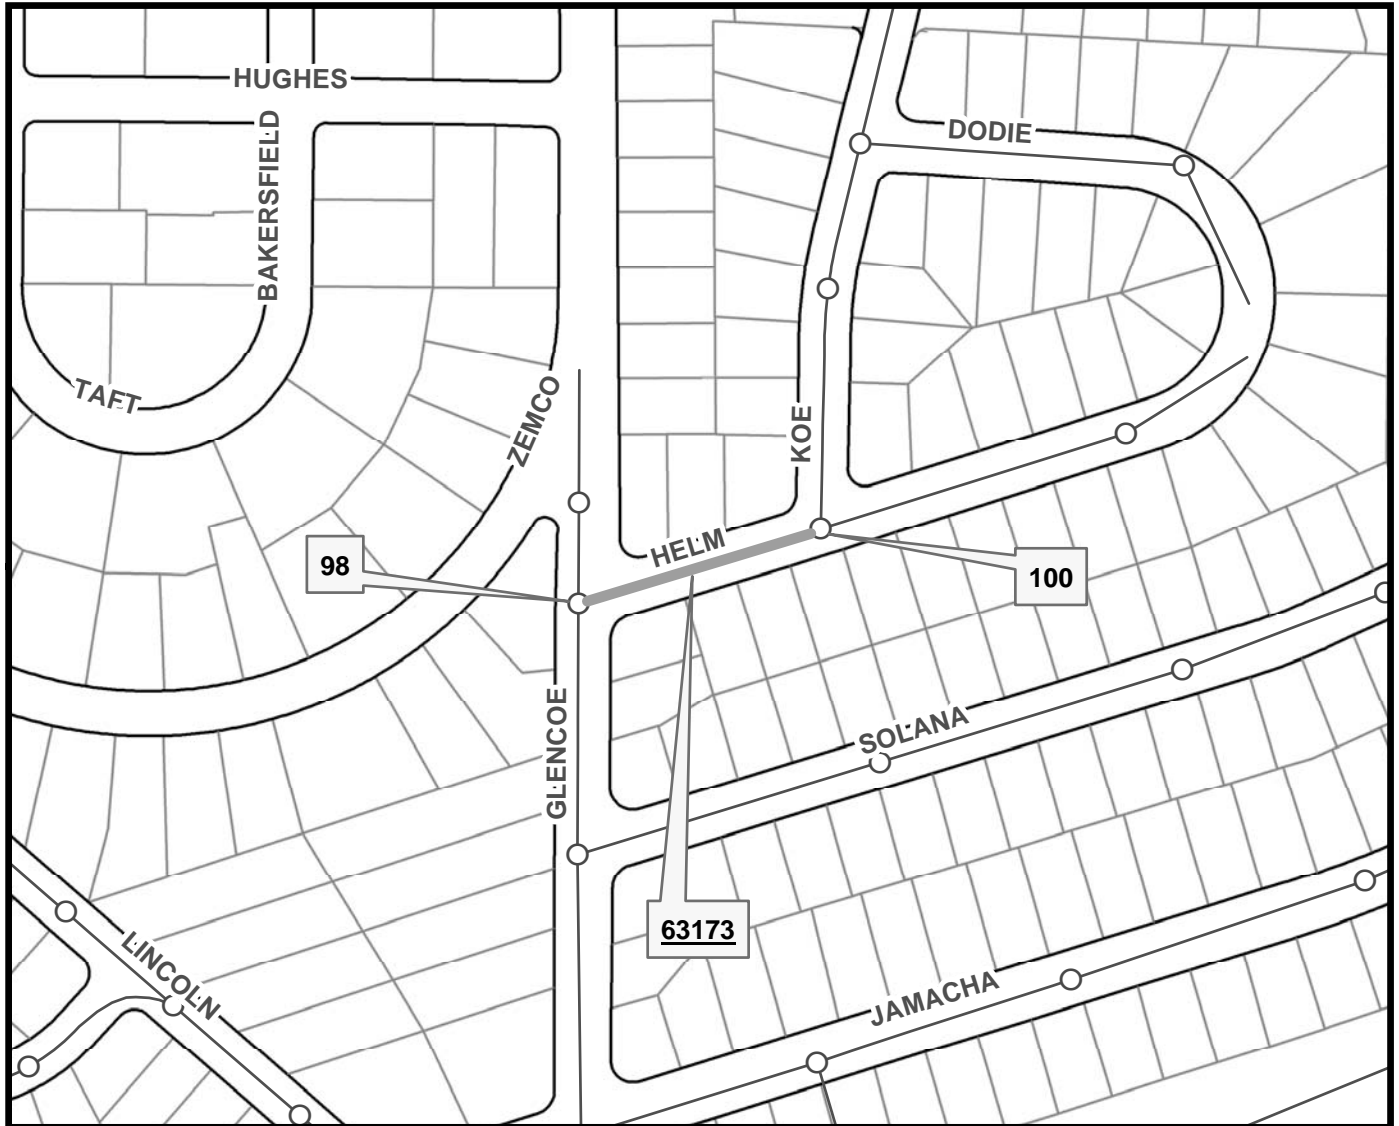 HUGHES
BAKERSFIELD
DODIE
TAFT
ZEMCO
KOE
HELM
98
100
GLENCOE
SOLANA
63173
LINCOLN
JAMACHA